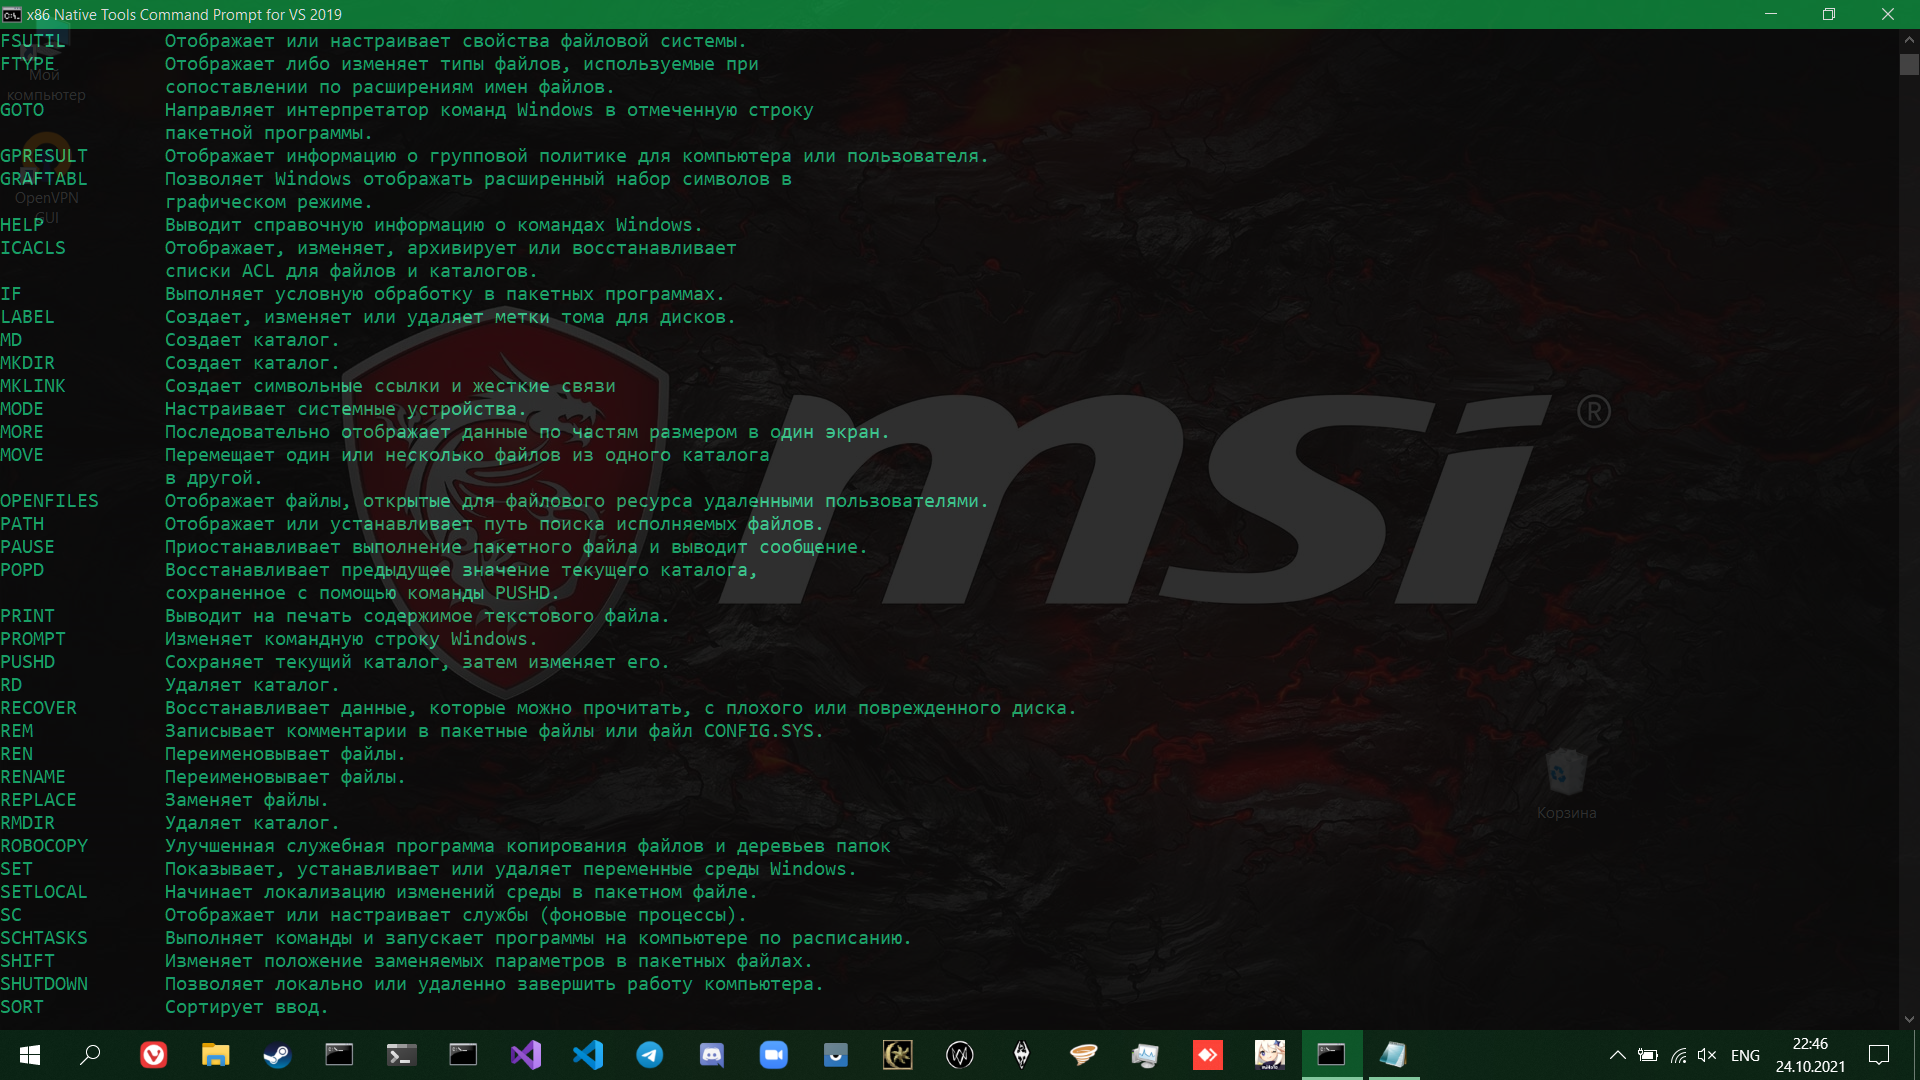 x86 Native Tools Command Prompt for VS 2019
FSUTIL Отображает или настраивает свойства файловой системы.
FTYPE Отображает либо изменяет типы файлов, используемые при
сопоставлении по расширениям имен файлов.
GOTO Направляет интерпретатор команд Windows в отмеченную строку
пакетной программы.
GPRESULT Отображает информацию о групповой политике для компьютера или пользователя.
GRAFTABL Позволяет Windows отображать расширенный набор символов в
графическом режиме.
HELP Выводит справочную информацию о командах Windows.
ICACLS Отображает, изменяет, архивирует или восстанавливает
списки ACL для файлов и каталогов.
IF Выполняет условную обработку в пакетных программах.
LABEL Создает, изменяет или удаляет метки тома для дисков.
MD Создает каталог.
MKDIR Создает каталог.
MKLINK Создает символьные ссылки и жесткие связи
MODE Настраивает системные устройства.
MORE Последовательно отображает данные по частям размером в один экран.
MOVE Перемещает один или несколько файлов из одного каталога
в другой.
OPENFILES Отображает файлы, открытые для файлового ресурса удаленными пользователями.
PATH Отображает или устанавливает путь поиска исполняемых файлов.
PAUSE Приостанавливает выполнение пакетного файла и выводит сообщение.
POPD Восстанавливает предыдущее значение текущего каталога,
сохраненное с помощью команды PUSHD.
PRINT Выводит на печать содержимое текстового файла.
PROMPT Изменяет командную строку Windows.
PUSHD Сохраняет текущий каталог, затем изменяет его.
RD Удаляет каталог.
RECOVER Восстанавливает данные, которые можно прочитать, с плохого или поврежденного диска.
REM Записывает комментарии в пакетные файлы или файл CONFIG.SYS.
REN Переименовывает файлы.
RENAME Переименовывает файлы.
REPLACE Заменяет файлы.
RMDIR Удаляет каталог.
ROBOCOPY Улучшенная служебная программа копирования файлов и деревьев папок
SET Показывает, устанавливает или удаляет переменные среды Windows.
SETLOCAL Начинает локализацию изменений среды в пакетном файле.
SC Отображает или настраивает службы (фоновые процессы).
SCHTASKS Выполняет команды и запускает программы на компьютере по расписанию.
SHIFT Изменяет положение заменяемых параметров в пакетных файлах.
SHUTDOWN Позволяет локально или удаленно завершить работу компьютера.
SORT Сортирует ввод.
Мой
компьютер
OpenVPN
GUI
msi ®
Корзина
ENG
22:46
24.10.2021